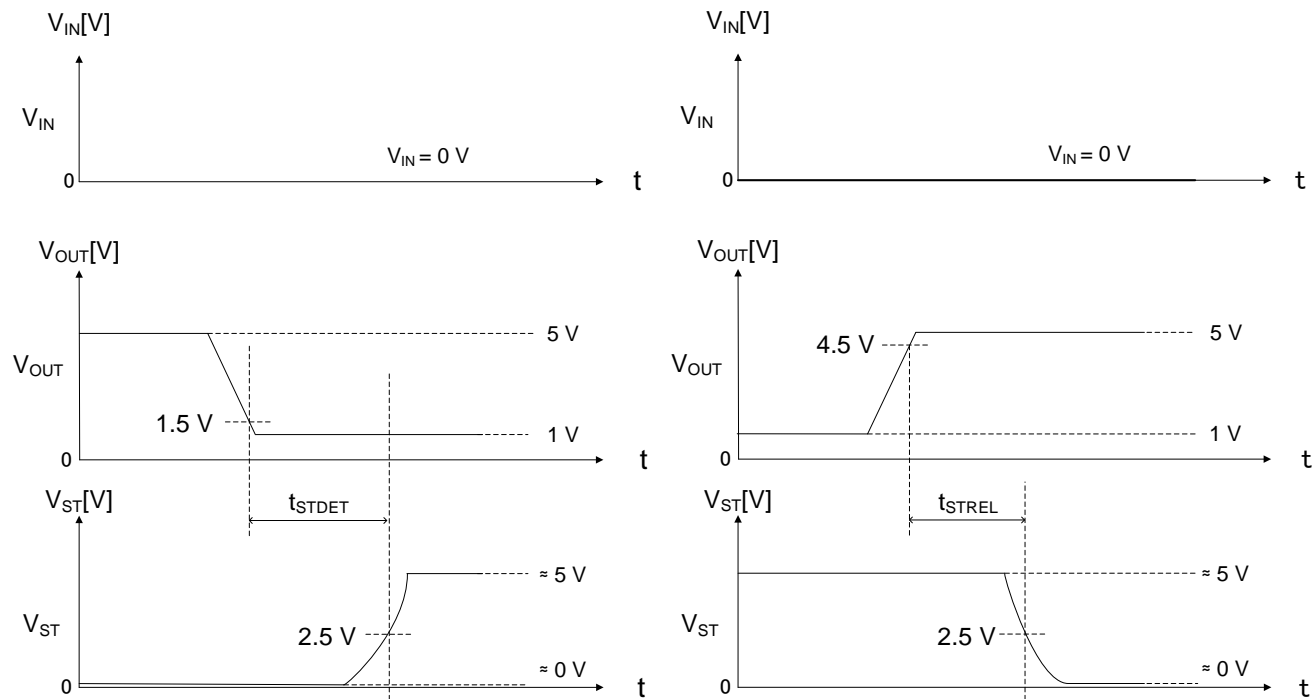 V_IN[V]
V_IN
V_IN = 0 V
0
t
V_OUT[V]
5 V
V_OUT
1.5 V
1 V
0
t
V_ST[V]
t_STDET
≈ 5 V
V_ST
2.5 V
≈ 0 V
0
t
V_IN[V]
V_IN
V_IN = 0 V
0
t
V_OUT[V]
4.5 V
5 V
V_OUT
1 V
0
t
V_ST[V]
t_STREL
≈ 5 V
V_ST
2.5 V
≈ 0 V
0
t